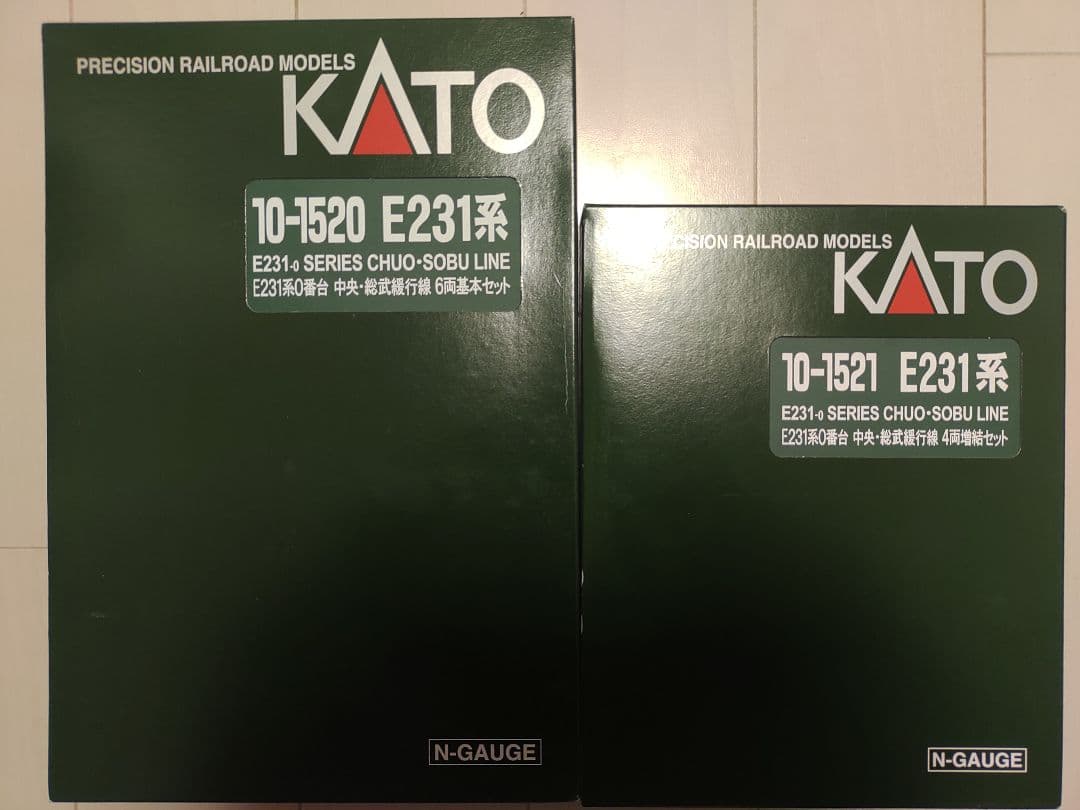 PRECISION RAILROAD MODELS
KATO
10-1520 E231系
E231-0 SERIES CHUO・SOBU LINE
E231系0番台 中央・総武緩行線 6両基本セット
N-GAUGE
CISION RAILROAD MODELS
KATO
10-1521 E231系
E231-0 SERIES CHUO・SOBU LINE
E231系0番台 中央・総武緩行線 4両増結セット
N-GAUGE